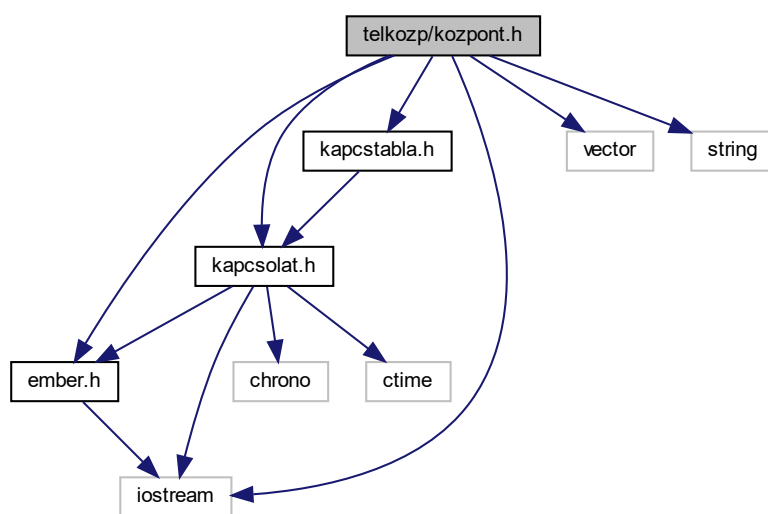 telkozp/kozpont.h
kapcstabla.h
vector
string
kapcsolat.h
ember.h
chrono
ctime
iostream